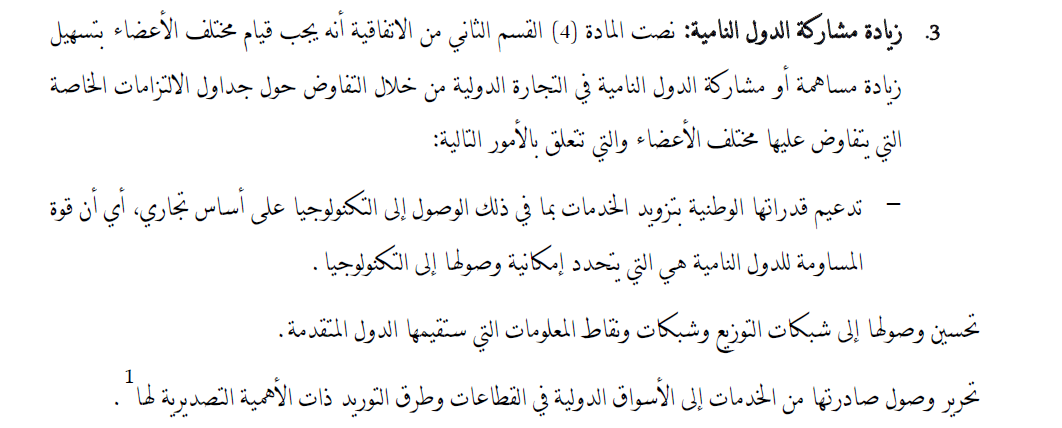 3. زيادة مشاركة الدول النامية: نصت المادة (4) القسم الثاني من الاتفاقية أنه يجب قيام مختلف الأعضاء بتسهيل
زيادة مساهمة أو مشاركة الدول النامية في التجارة الدولية من خلال التفاوض حول جداول الالتزامات الخاصة
التي يتفاوض عليها مختلف الأعضاء والتي تتعلق بالأمور التالية:
– تدعيم قدراتها الوطنية بتزويد الخدمات بما في ذلك الوصول إلى التكنولوجيا على أساس تجاري، أي أن قوة
المساومة للدول النامية هي التي يتحدد إمكانية وصولها إلى التكنولوجيا .
تحسين وصولها إلى شبكات التوزيع وشبكات ونقاط المعلومات التي ستقيمها الدول المتقدمة.
تحرير وصول صادرتها من الخدمات إلى الأسواق الدولية في القطاعات وطرق التوريد ذات الأهمية التصديرية لها1 .